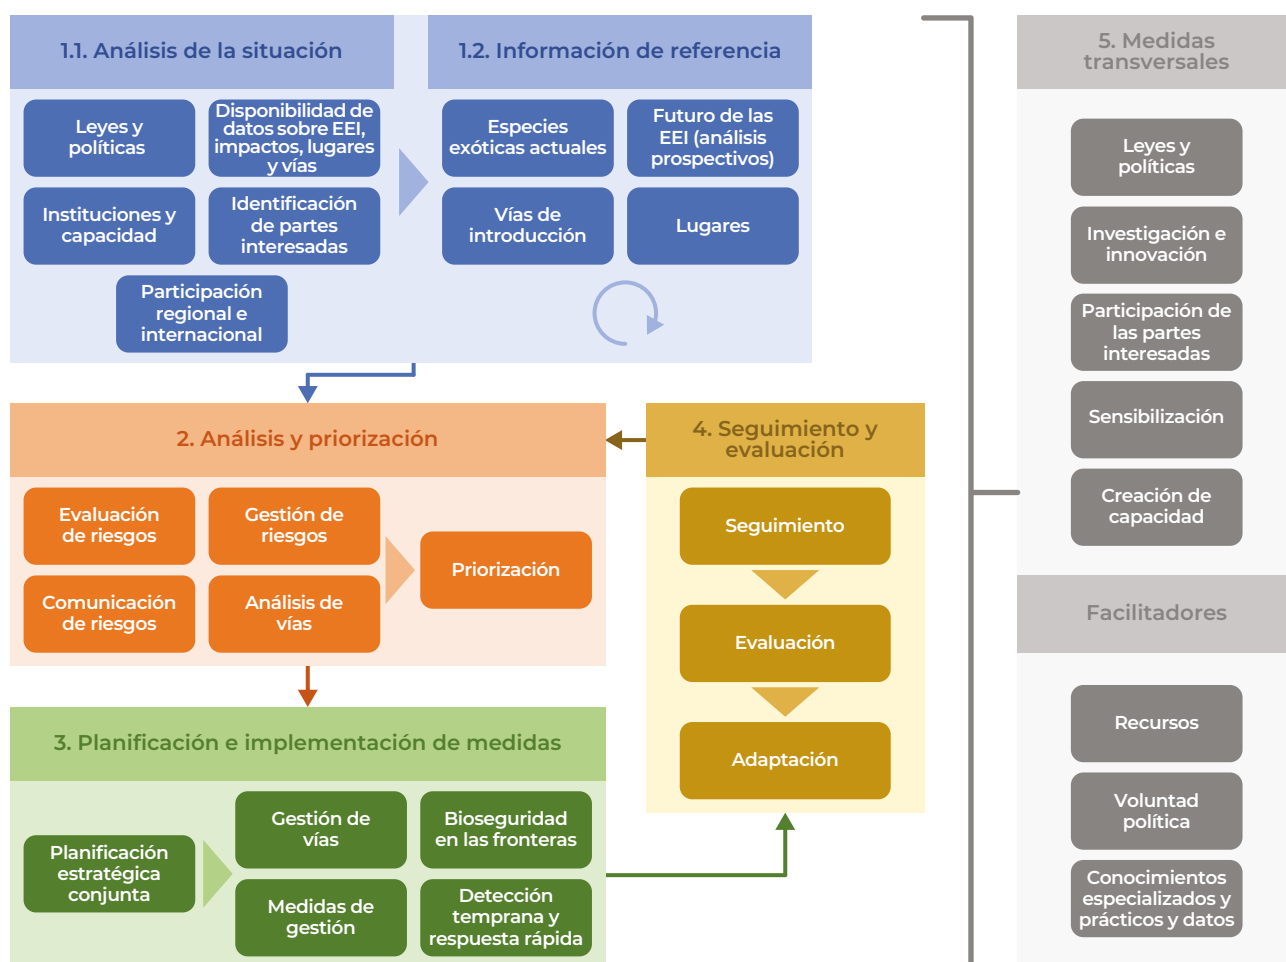 1.1. Análisis de la situación
Leyes y
políticas
Disponibilidad de
datos sobre EEI,
impactos, lugares
y vías
Instituciones y
capacidad
Identificación
de partes
interesadas
Participación
regional e
internacional
1.2. Información de referencia
Especies
exóticas actuales
Futuro de las
EEI (análisis
prospectivos)
Vías de
introducción
Lugares
2. Análisis y priorización
Evaluación
de riesgos
Gestión de
riesgos
Comunicación
de riesgos
Análisis de
vías
Priorización
3. Planificación e implementación de medidas
Planificación
estratégica
conjunta
Gestión de
vías
Bioseguridad
en las fronteras
Medidas de
gestión
Detección
temprana y
respuesta rápida
4. Seguimiento y
evaluación
Seguimiento
Evaluación
Adaptación
5. Medidas
transversales
Leyes y
políticas
Investigación e
innovación
Participación de
las partes
interesadas
Sensibilización
Creación de
capacidad
Facilitadores
Recursos
Voluntad
política
Conocimientos
especializados y
prácticos y datos